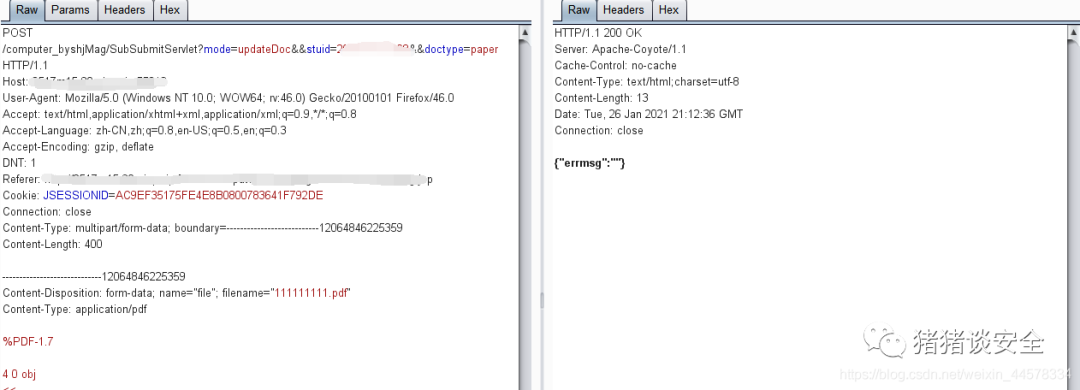 Raw Params Headers Hex
POST
/computer_byshjMag/SubSubmitServlet?mode=updateDoc&&stuid=2 &&doctype=paper
HTTP/1.1
Host:
User-Agent: Mozilla/5.0 (Windows NT 10.0; WOW64; rv:46.0) Gecko/20100101 Firefox/46.0
Accept: text/html,application/xhtml+xml,application/xml;q=0.9,*/*;q=0.8
Accept-Language: zh-CN,zh;q=0.8,en-US;q=0.5,en;q=0.3
Accept-Encoding: gzip, deflate
DNT: 1
Referer:
Cookie: JSESSIONID=AC9EF35175FE4E8B0800783641F792DE
Connection: close
Content-Type: multipart/form-data; boundary=---------------------------12064846225359
Content-Length: 400
-----------------------------12064846225359
Content-Disposition: form-data; name="file"; filename="111111111.pdf"
Content-Type: application/pdf
%PDF-1.7
4 0 obj
<<
Raw Headers Hex
HTTP/1.1 200 OK
Server: Apache-Coyote/1.1
Cache-Control: no-cache
Content-Type: text/html;charset=utf-8
Content-Length: 13
Date: Tue, 26 Jan 2021 21:12:36 GMT
Connection: close
{"errmsg":""}
猪猪谈安全
https://blog.csdn.net/weixin_44578334